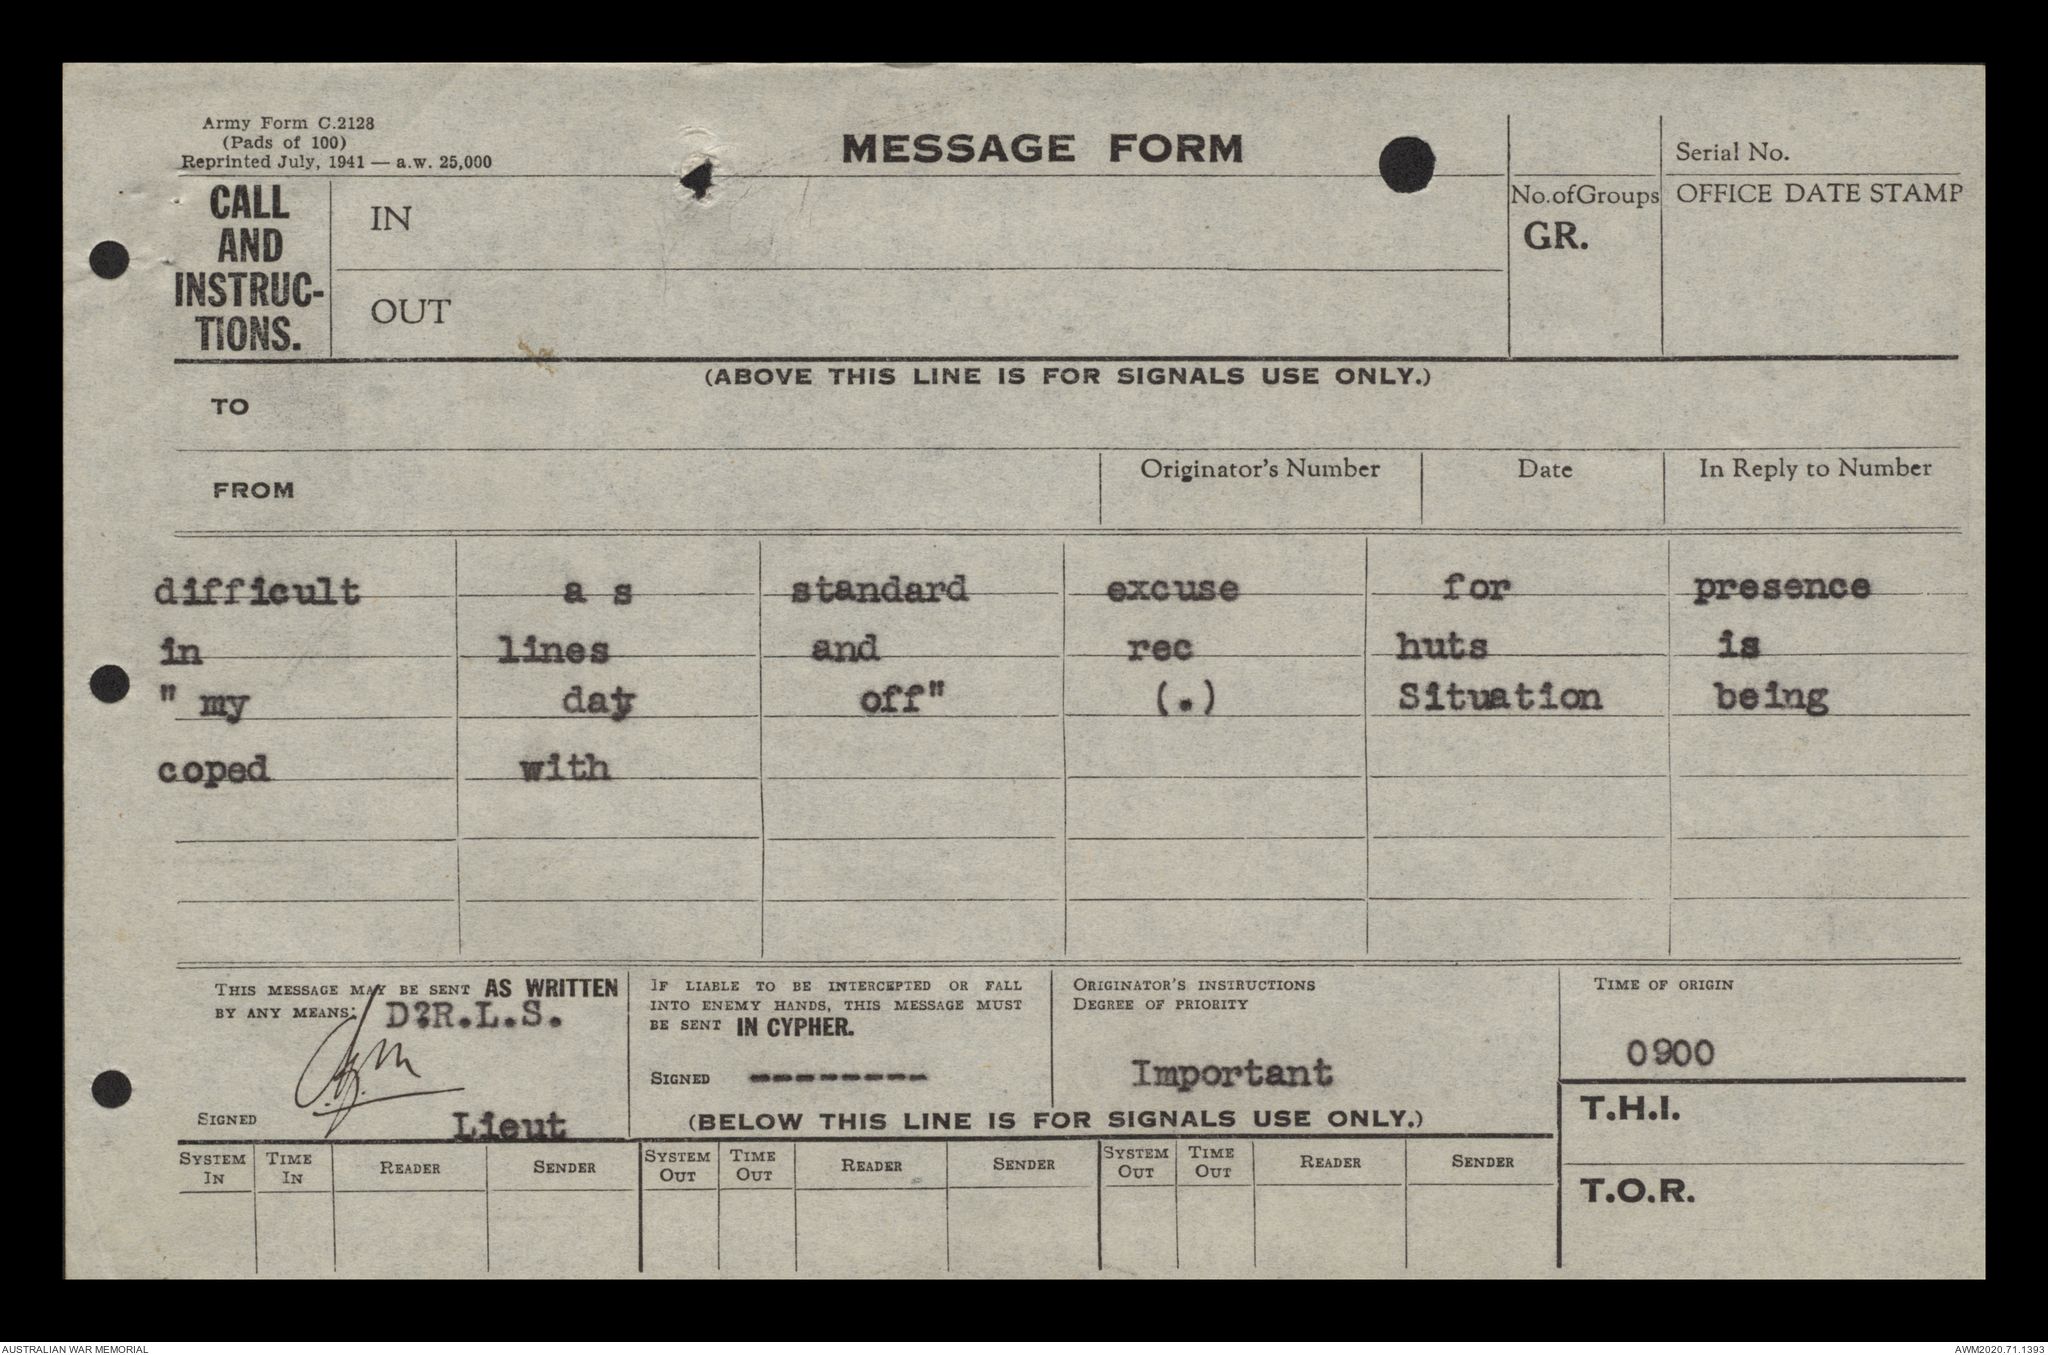 Army Form C.2128
(Pads of 100)
Reprinted July, 1941 — a.w. 25,000
MESSAGE FORM
Serial No.
CALL
AND
INSTRUC-
TIONS.
IN
OUT
No. of Groups
GR.
OFFICE DATE STAMP
(ABOVE THIS LINE IS FOR SIGNALS USE ONLY.)
TO
FROM
Originator's Number
Date
In Reply to Number
difficult a s standard excuse for presence
in lines and rec huts is
" my day off" (.) Situation being
coped with
THIS MESSAGE MAY BE SENT AS WRITTEN
BY ANY MEANS: D?R.L.S.
SIGNED
Lieut
IF LIABLE TO BE INTERCEPTED OR FALL
INTO ENEMY HANDS, THIS MESSAGE MUST
BE SENT IN CYPHER.
SIGNED --------
ORIGINATOR'S INSTRUCTIONS
DEGREE OF PRIORITY
Important
TIME OF ORIGIN
0900
T.H.I.
T.O.R.
(BELOW THIS LINE IS FOR SIGNALS USE ONLY.)
SYSTEM IN TIME IN READER SENDER SYSTEM OUT TIME OUT READER SENDER SYSTEM OUT TIME OUT READER SENDER
AUSTRALIAN WAR MEMORIAL
AWM2020.71.1393